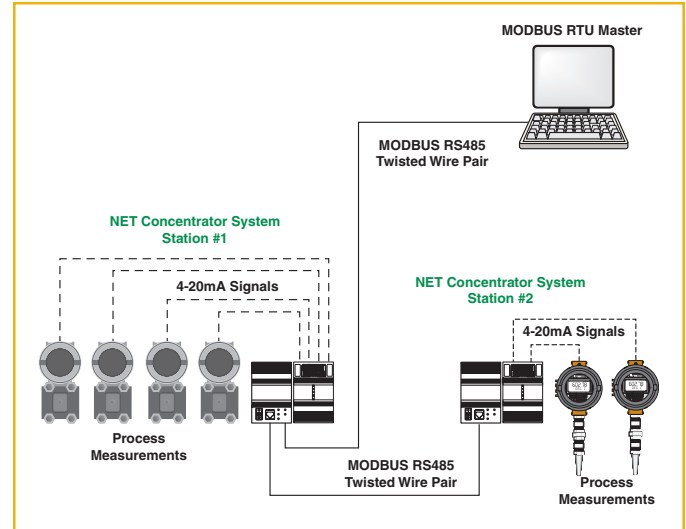 MODBUS RTU Master
MODBUS RS485
Twisted Wire Pair
NET Concentrator System
Station #1
4-20mA Signals
NET Concentrator System
Station #2
4-20mA Signals
Process
Measurements
MODBUS RS485
Twisted Wire Pair
Process
Measurements